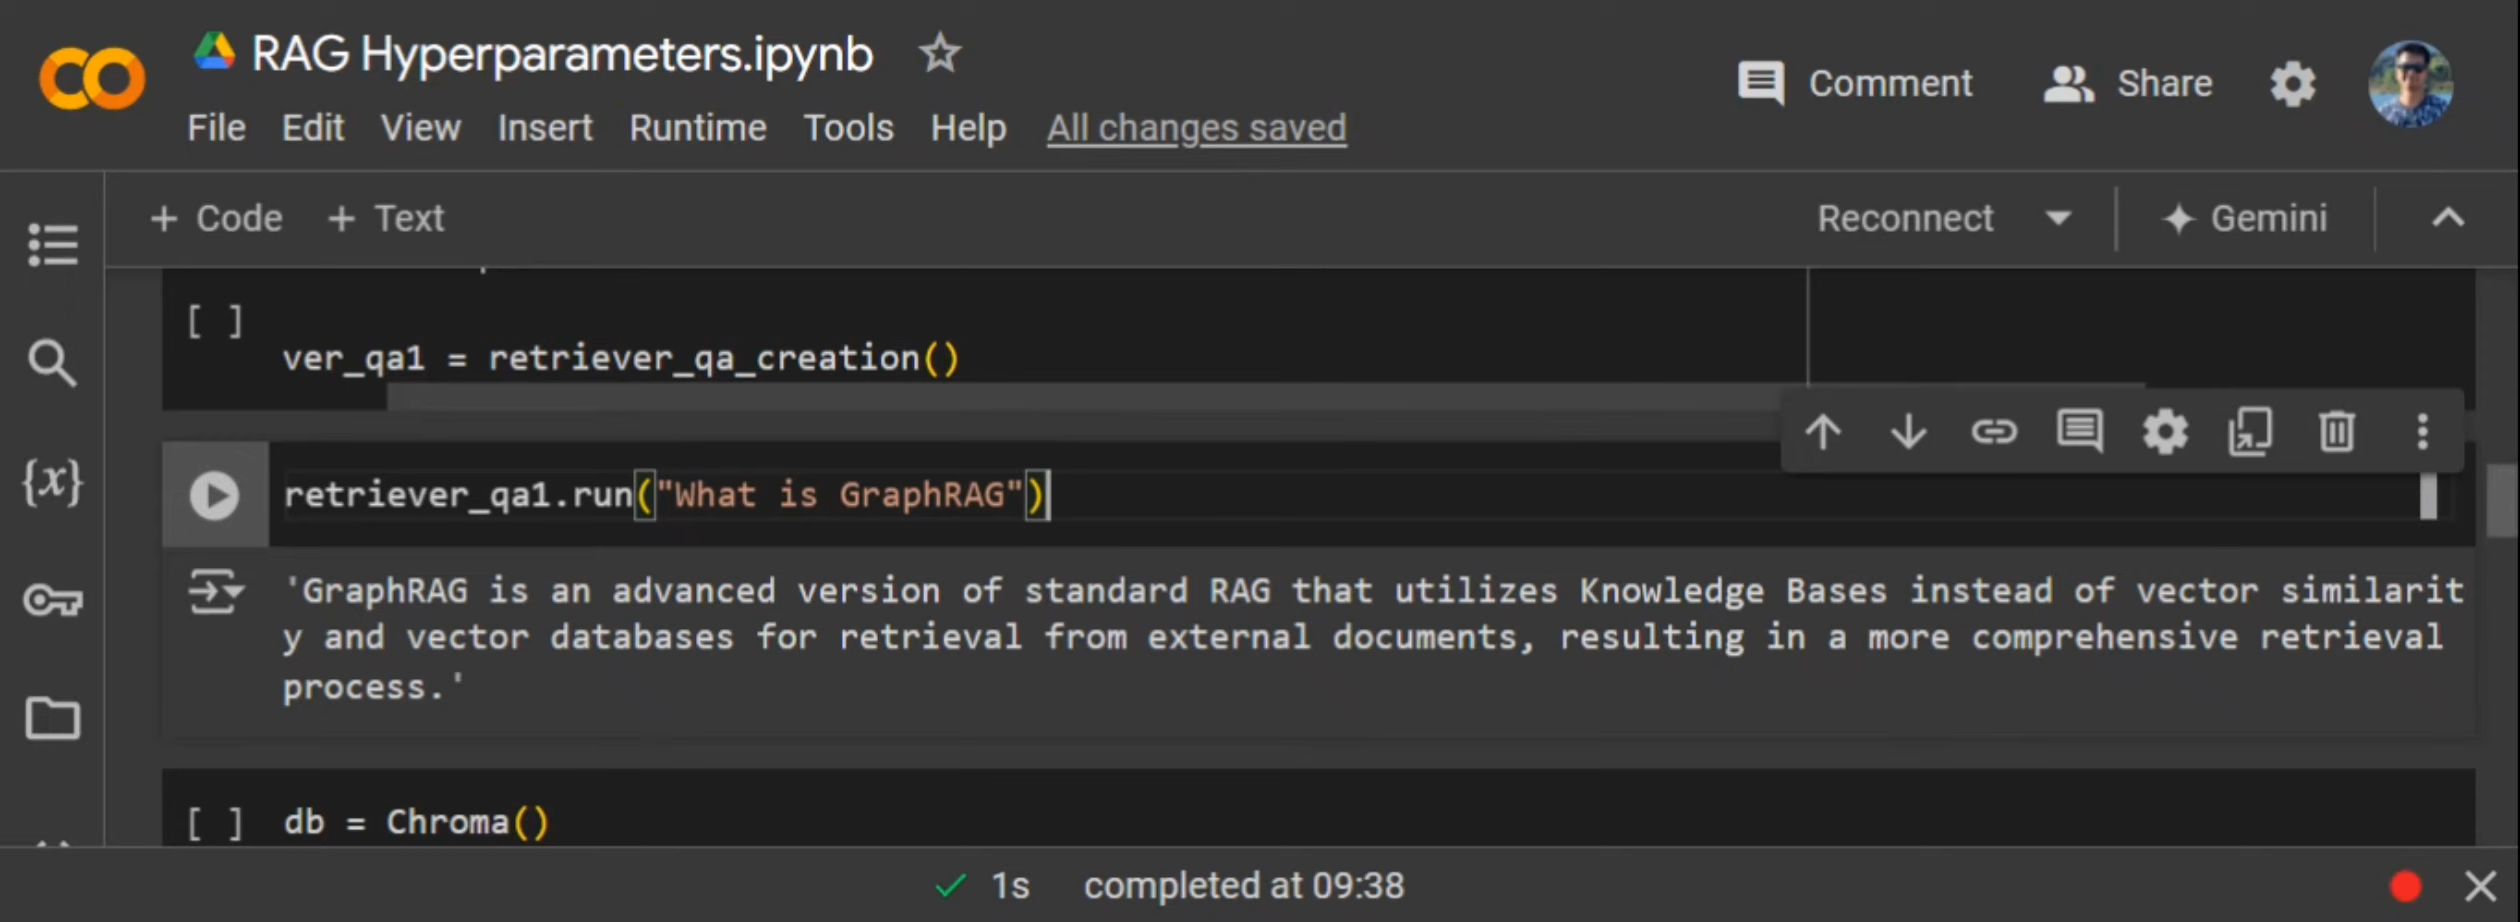 RAG Hyperparameters.ipynb
Comment
Share
File Edit View Insert Runtime Tools Help All changes saved
+ Code + Text
Reconnect
Gemini
[ ]
ver_qa1 = retriever_qa_creation()
{x}
retriever_qa1.run("What is GraphRAG")
'GraphRAG is an advanced version of standard RAG that utilizes Knowledge Bases instead of vector similarit
y and vector databases for retrieval from external documents, resulting in a more comprehensive retrieval
process.'
[ ] db = Chroma()
1s completed at 09:38